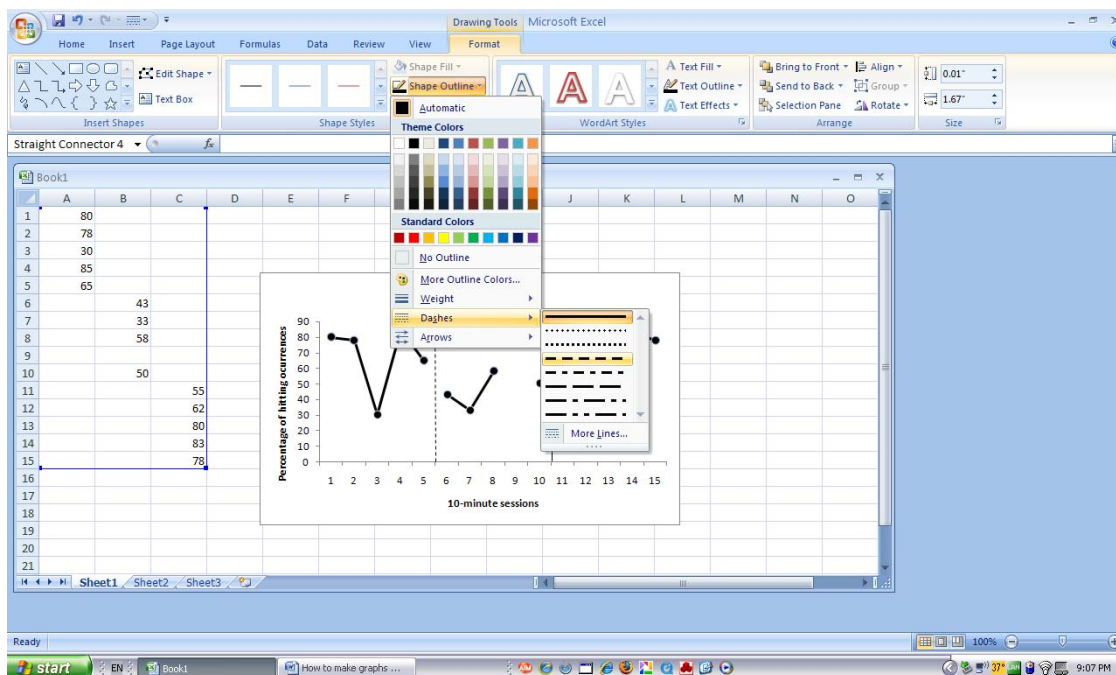 Drawing Tools Microsoft Excel
Home Insert Page Layout Formulas Data Review View Format
Edit Shape
Text Box
Insert Shapes
Shape Fill
Shape Outline
Shape Styles
A A A
Text Fill
Text Outline
Text Effects
WordArt Styles
Bring to Front
Send to Back
Selection Pane
Align
Group
Rotate
Arrange
0.01"
1.67"
Size
Straight Connector 4 fx
Automatic
Theme Colors
Standard Colors
No Outline
More Outline Colors...
Weight
Dashes
Arrows
More Lines...
Book1
A B C D E F J K L M N O
1 80
2 78
3 30
4 85
5 65
6 43
7 33
8 58
9
10 50
11 55
12 62
13 80
14 83
15 78
16
17
18
19
20
21
Percentage of hitting ocurrences
90
80
70
60
50
40
30
20
10
0
1 2 3 4 5 6 7 8 9 10 11 12 13 14 15
10-minute sessions
Sheet1 Sheet2 Sheet3
Ready 100%
start EN Book1 How to make graphs ... 37° 9:07 PM